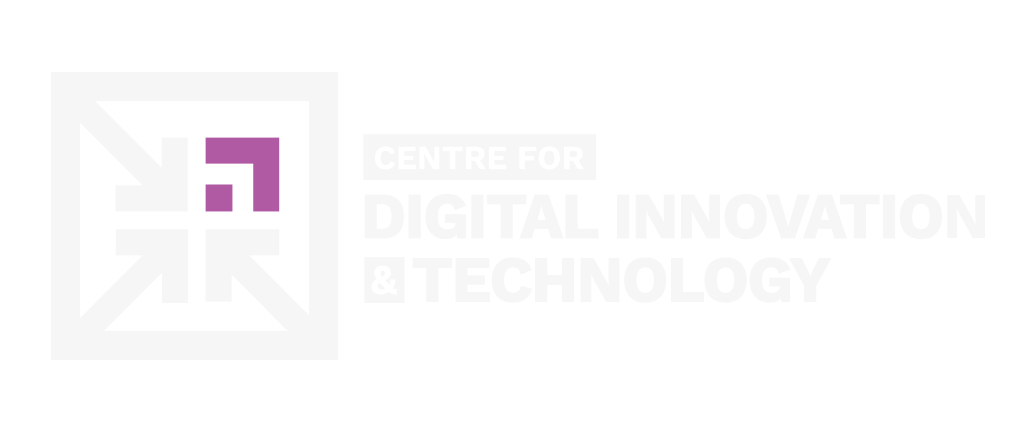 CENTRE FOR
DIGITAL INNOVATION
& TECHNOLOGY